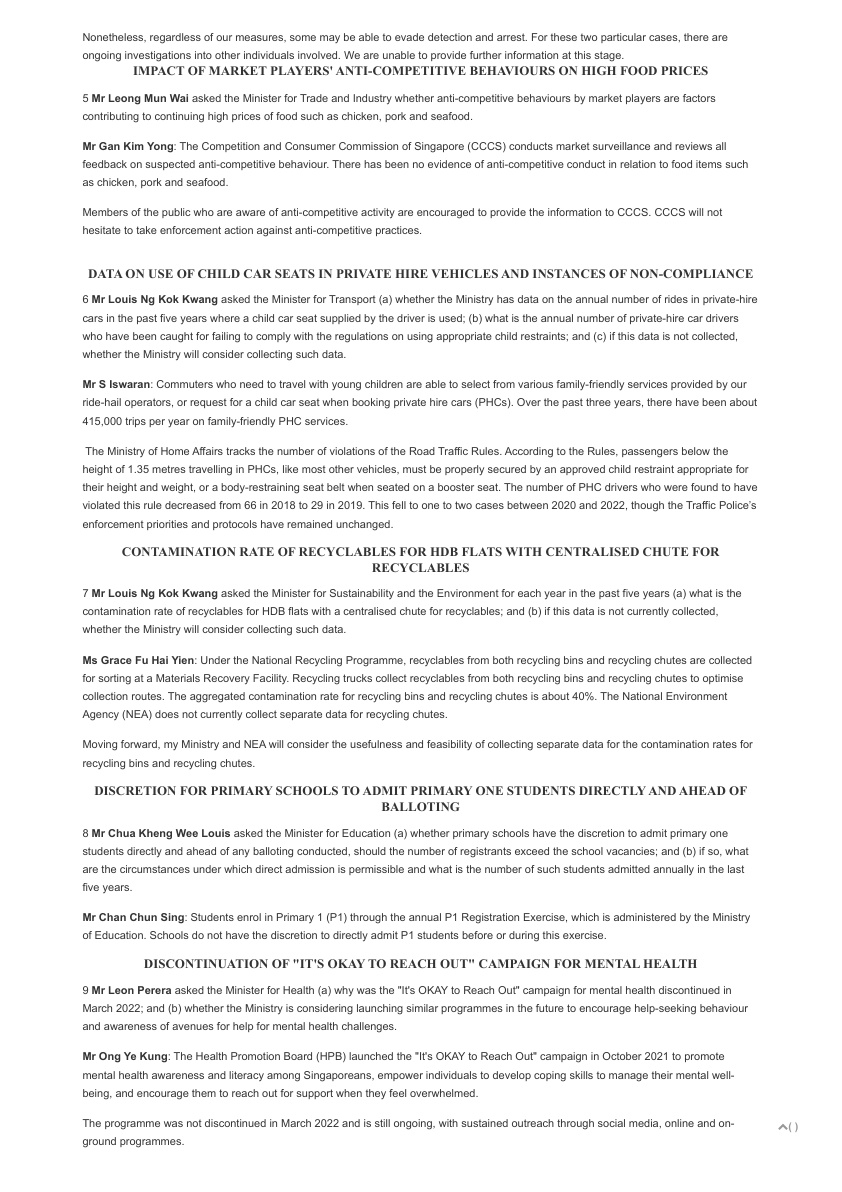 Nonetheless, regardless of our measures, some may be able to evade detection and arrest. For these two particular cases, there are
ongoing investigations into other individuals involved. We are unable to provide further information at this stage.
IMPACT OF MARKET PLAYERS' ANTI-COMPETITIVE BEHAVIOURS ON HIGH FOOD PRICES
5 Mr Leong Mun Wai asked the Minister for Trade and Industry whether anti-competitive behaviours by market players are factors
contributing to continuing high prices of food such as chicken, pork and seafood.
Mr Gan Kim Yong: The Competition and Consumer Commission of Singapore (CCCS) conducts market surveillance and reviews all
feedback on suspected anti-competitive behaviour. There has been no evidence of anti-competitive conduct in relation to food items such
as chicken, pork and seafood.
Members of the public who are aware of anti-competitive activity are encouraged to provide the information to CCCS. CCCS will not
hesitate to take enforcement action against anti-competitive practices.
DATA ON USE OF CHILD CAR SEATS IN PRIVATE HIRE VEHICLES AND INSTANCES OF NON-COMPLIANCE
6 Mr Louis Ng Kok Kwang asked the Minister for Transport (a) whether the Ministry has data on the annual number of rides in private-hire
cars in the past five years where a child car seat supplied by the driver is used; (b) what is the annual number of private-hire car drivers
who have been caught for failing to comply with the regulations on using appropriate child restraints; and (c) if this data is not collected,
whether the Ministry will consider collecting such data.
Mr S Iswaran: Commuters who need to travel with young children are able to select from various family-friendly services provided by our
ride-hail operators, or request for a child car seat when booking private hire cars (PHCs). Over the past three years, there have been about
415,000 trips per year on family-friendly PHC services.
The Ministry of Home Affairs tracks the number of violations of the Road Traffic Rules. According to the Rules, passengers below the
height of 1.35 metres travelling in PHCs, like most other vehicles, must be properly secured by an approved child restraint appropriate for
their height and weight, or a body-restraining seat belt when seated on a booster seat. The number of PHC drivers who were found to have
violated this rule decreased from 66 in 2018 to 29 in 2019. This fell to one to two cases between 2020 and 2022, though the Traffic Police's
enforcement priorities and protocols have remained unchanged.
CONTAMINATION RATE OF RECYCLABLES FOR HDB FLATS WITH CENTRALISED CHUTE FOR
RECYCLABLES
7 Mr Louis Ng Kok Kwang asked the Minister for Sustainability and the Environment for each year in the past five years (a) what is the
contamination rate of recyclables for HDB flats with a centralised chute for recyclables; and (b) if this data is not currently collected,
whether the Ministry will consider collecting such data.
Ms Grace Fu Hai Yien: Under the National Recycling Programme, recyclables from both recycling bins and recycling chutes are collected
for sorting at a Materials Recovery Facility. Recycling trucks collect recyclables from both recycling bins and recycling chutes to optimise
collection routes. The aggregated contamination rate for recycling bins and recycling chutes is about 40%. The National Environment
Agency (NEA) does not currently collect separate data for recycling chutes.
Moving forward, my Ministry and NEA will consider the usefulness and feasibility of collecting separate data for the contamination rates for
recycling bins and recycling chutes.
DISCRETION FOR PRIMARY SCHOOLS TO ADMIT PRIMARY ONE STUDENTS DIRECTLY AND AHEAD OF
BALLOTING
8 Mr Chua Kheng Wee Louis asked the Minister for Education (a) whether primary schools have the discretion to admit primary one
students directly and ahead of any balloting conducted, should the number of registrants exceed the school vacancies; and (b) if so, what
are the circumstances under which direct admission is permissible and what is the number of such students admitted annually in the last
five years.
Mr Chan Chun Sing: Students enrol in Primary 1 (P1) through the annual P1 Registration Exercise, which is administered by the Ministry
of Education. Schools do not have the discretion to directly admit P1 students before or during this exercise.
DISCONTINUATION OF "IT'S OKAY TO REACH OUT" CAMPAIGN FOR MENTAL HEALTH
9 Mr Leon Perera asked the Minister for Health (a) why was the "It's OKAY to Reach Out" campaign for mental health discontinued in
March 2022; and (b) whether the Ministry is considering launching similar programmes in the future to encourage help-seeking behaviour
and awareness of avenues for help for mental health challenges.
Mr Ong Ye Kung: The Health Promotion Board (HPB) launched the "It's OKAY to Reach Out" campaign in October 2021 to promote
mental health awareness and literacy among Singaporeans, empower individuals to develop coping skills to manage their mental well-
being, and encourage them to reach out for support when they feel overwhelmed.
The programme was not discontinued in March 2022 and is still ongoing, with sustained outreach through social media, online and on-
ground programmes.
( )